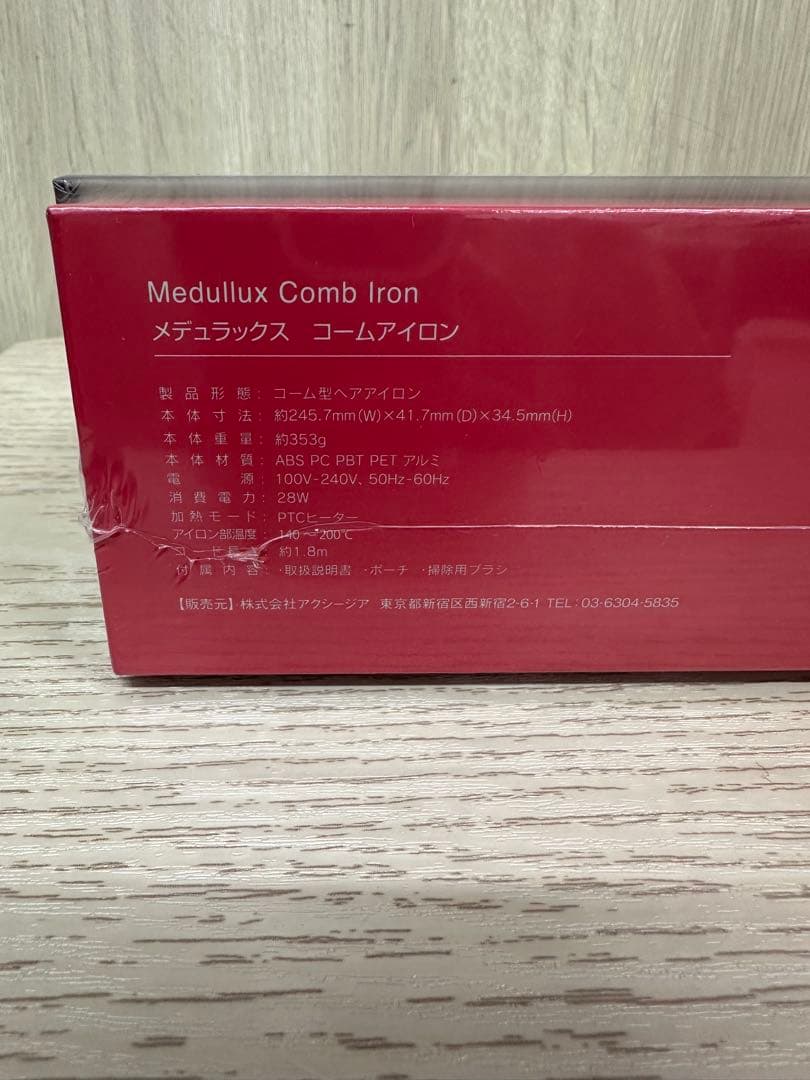 Medullux Comb Iron
メデュラックス　コームアイロン
製品形態：コーム型ヘアアイロン
本体寸法：約245.7mm(W)×41.7mm(D)×34.5mm(H)
本体重量：約353g
本体材質：ABS PC PBT PET アルミ
電源：100V-240V、50Hz-60Hz
消費電力：28W
加熱モード：PTCヒーター
アイロン部温度：140～200℃
コード長さ：約1.8m
付属内容：・取扱説明書　・ポーチ　・掃除用ブラシ
【販売元】株式会社アクシージア 東京都新宿区西新宿2-6-1 TEL：03-6304-5835